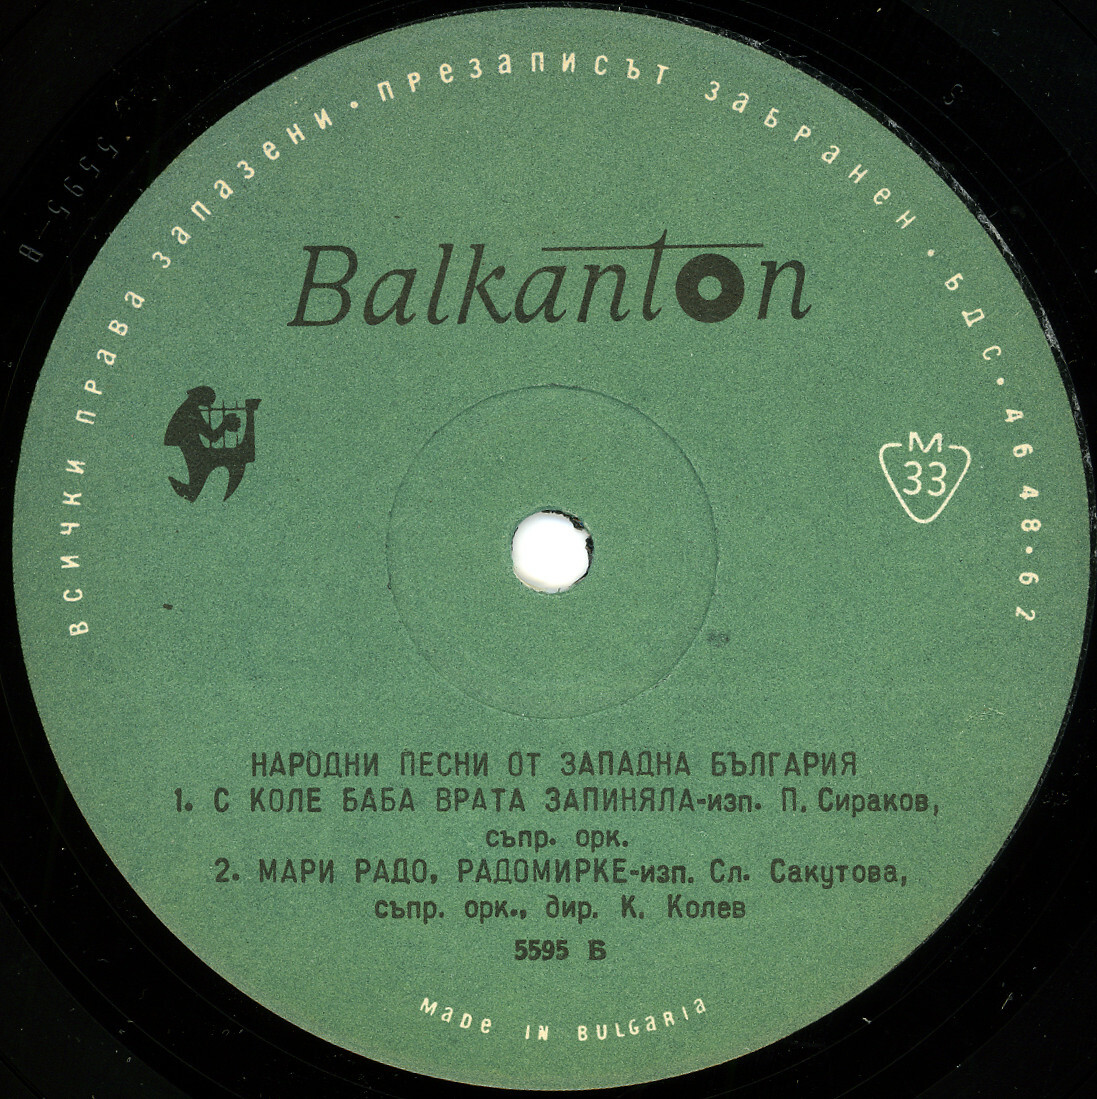 ВСИЧКИ ПРАВА ЗАПАЗЕНИ · ПРЕЗАПИСЪТ ЗАБРАНЕН · БДС · 4648 · 62
Balkanton
М
33
НАРОДНИ ПЕСНИ ОТ ЗАПАДНА БЪЛГАРИЯ
1. С КОЛЕ БАБА ВРАТА ЗАПИНЯЛА-изп. П. Сираков,
съпр. орк.
2. МАРИ РАДО, РАДОМИРКЕ-изп. Сл. Сакутова,
съпр. орк., дир. К. Колев
5595 Б
MADE IN BULGARIA
5595-В